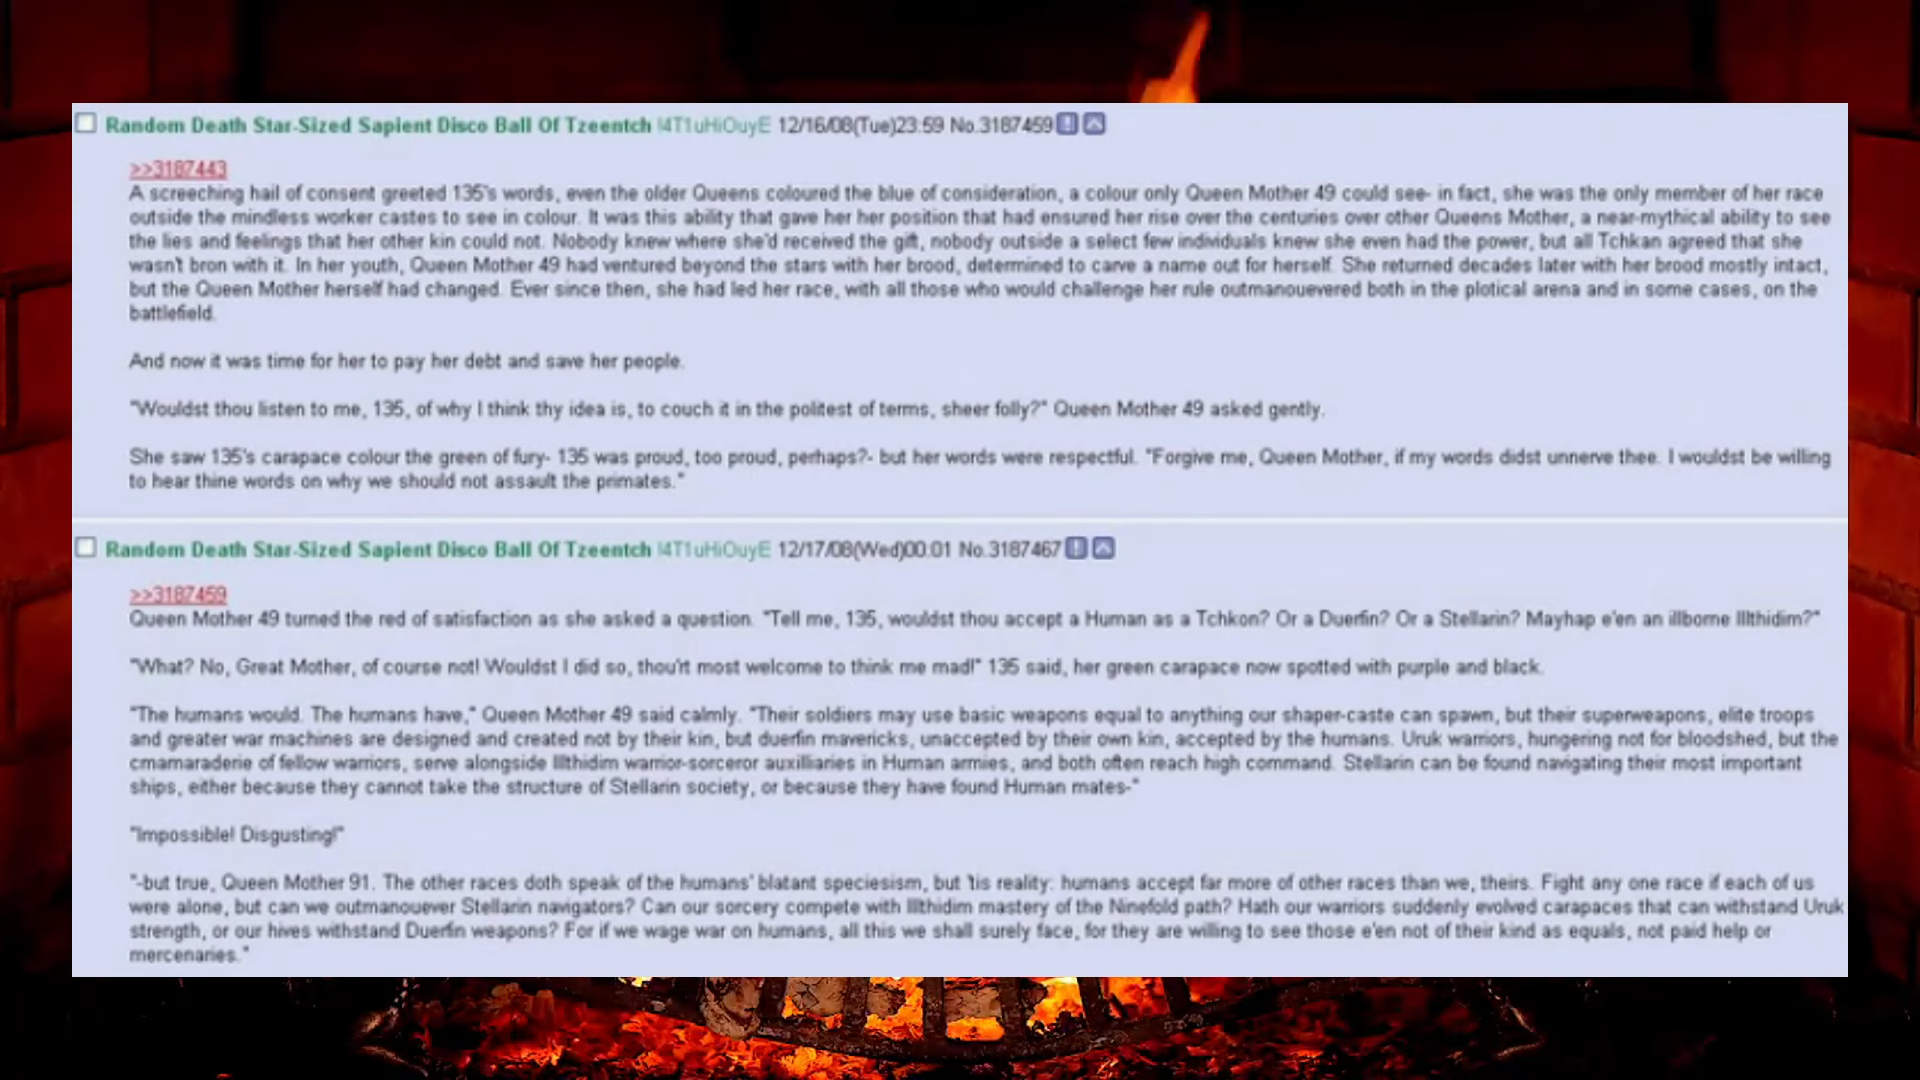 Random Death Star-Sized Sapient Disco Ball Of Tzeentch !4T1uHiOuyE 12/16/08(Tue)23:59 No.3187459
>>3187443
A screeching hail of consent greeted 135's words, even the older Queens coloured the blue of consideration, a colour only Queen Mother 49 could see- in fact, she was the only member of her race
outside the mindless worker castes to see in colour. It was this ability that gave her her position that had ensured her rise over the centuries over other Queens Mother, a near-mythical ability to see
the lies and feelings that her other kin could not. Nobody knew where she'd received the gift, nobody outside a select few individuals knew she even had the power, but all Tchkan agreed that she
wasn't bron with it. In her youth, Queen Mother 49 had ventured beyond the stars with her brood, determined to carve a name out for herself. She returned decades later with her brood mostly intact,
but the Queen Mother herself had changed. Ever since then, she had led her race, with all those who would challenge her rule outmanouevered both in the plotical arena and in some cases, on the
battlefield.
And now it was time for her to pay her debt and save her people.
"Wouldst thou listen to me, 135, of why I think thy idea is, to couch it in the politest of terms, sheer folly?" Queen Mother 49 asked gently.
She saw 135's carapace colour the green of fury- 135 was proud, too proud, perhaps?- but her words were respectful. "Forgive me, Queen Mother, if my words didst unnerve thee. I wouldst be willing
to hear thine words on why we should not assault the primates."
Random Death Star-Sized Sapient Disco Ball Of Tzeentch !4T1uHiOuyE 12/17/08(Wed)00:01 No.3187467
>>3187459
Queen Mother 49 turned the red of satisfaction as she asked a question. "Tell me, 135, wouldst thou accept a Human as a Tchkon? Or a Duerfin? Or a Stellarin? Mayhap e'en an illborne Illthidim?"
"What? No, Great Mother, of course not! Wouldst I did so, thou'rt most welcome to think me mad!" 135 said, her green carapace now spotted with purple and black.
"The humans would. The humans have," Queen Mother 49 said calmly. "Their soldiers may use basic weapons equal to anything our shaper-caste can spawn, but their superweapons, elite troops
and greater war machines are designed and created not by their kin, but duerfin mavericks, unaccepted by their own kin, accepted by the humans. Uruk warriors, hungering not for bloodshed, but the
cmamaraderie of fellow warriors, serve alongside Illthidim warrior-sorceror auxilliaries in Human armies, and both often reach high command. Stellarin can be found navigating their most important
ships, either because they cannot take the structure of Stellarin society, or because they have found Human mates-"
"Impossible! Disgusting!"
"-but true, Queen Mother 91. The other races doth speak of the humans' blatant speciesism, but 'tis reality: humans accept far more of other races than we, theirs. Fight any one race if each of us
were alone, but can we outmanouever Stellarin navigators? Can our sorcery compete with Illthidim mastery of the Ninefold path? Hath our warriors suddenly evolved carapaces that can withstand Uruk
strength, or our hives withstand Duerfin weapons? For if we wage war on humans, all this we shall surely face, for they are willing to see those e'en not of their kind as equals, not paid help or
mercenaries."